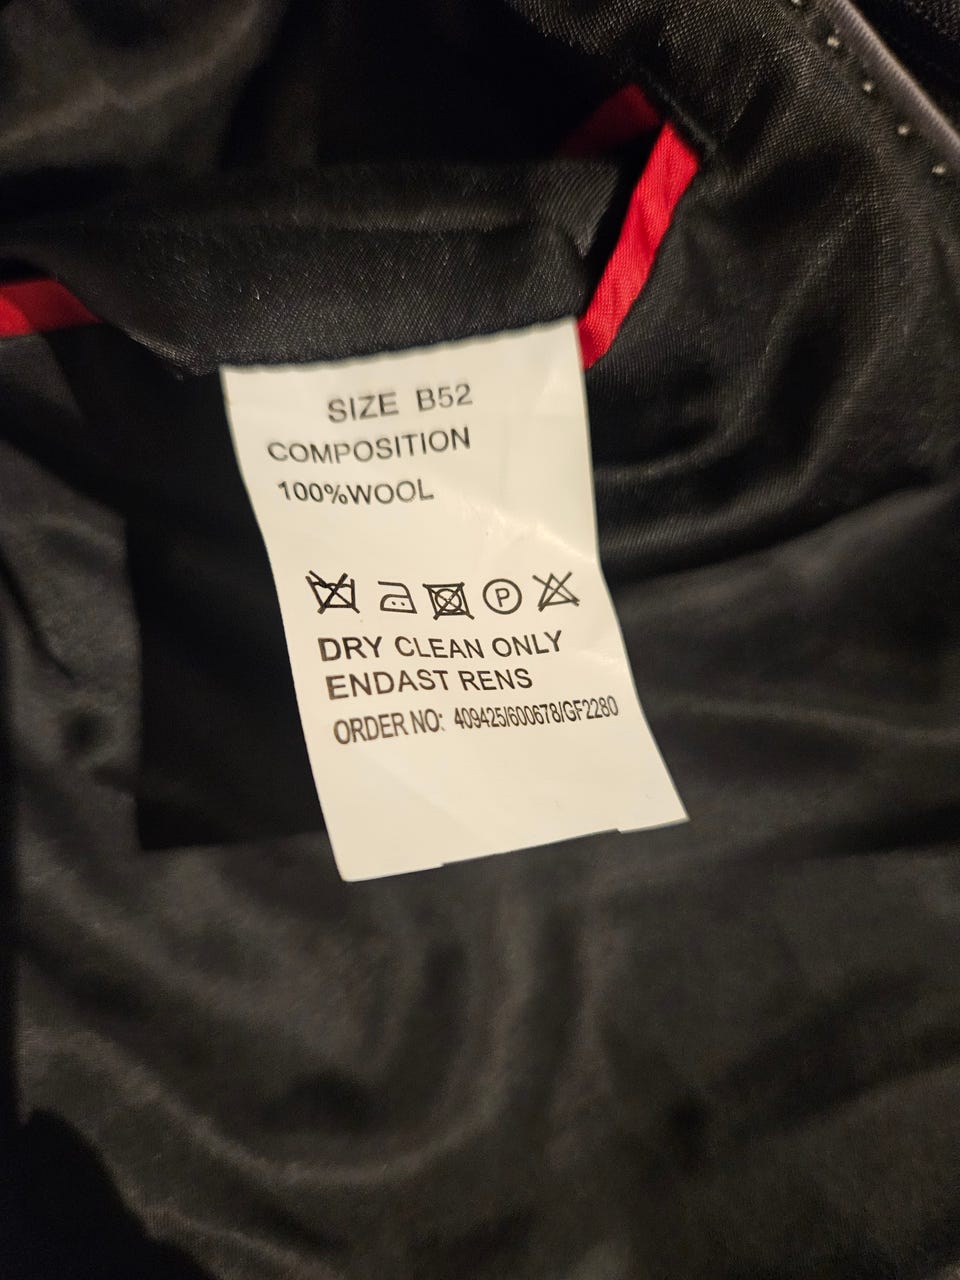 SIZE B52
COMPOSITION
100%WOOL
P
DRY CLEAN ONLY
ENDAST RENS
ORDER NO: 409425/600678/GF2280